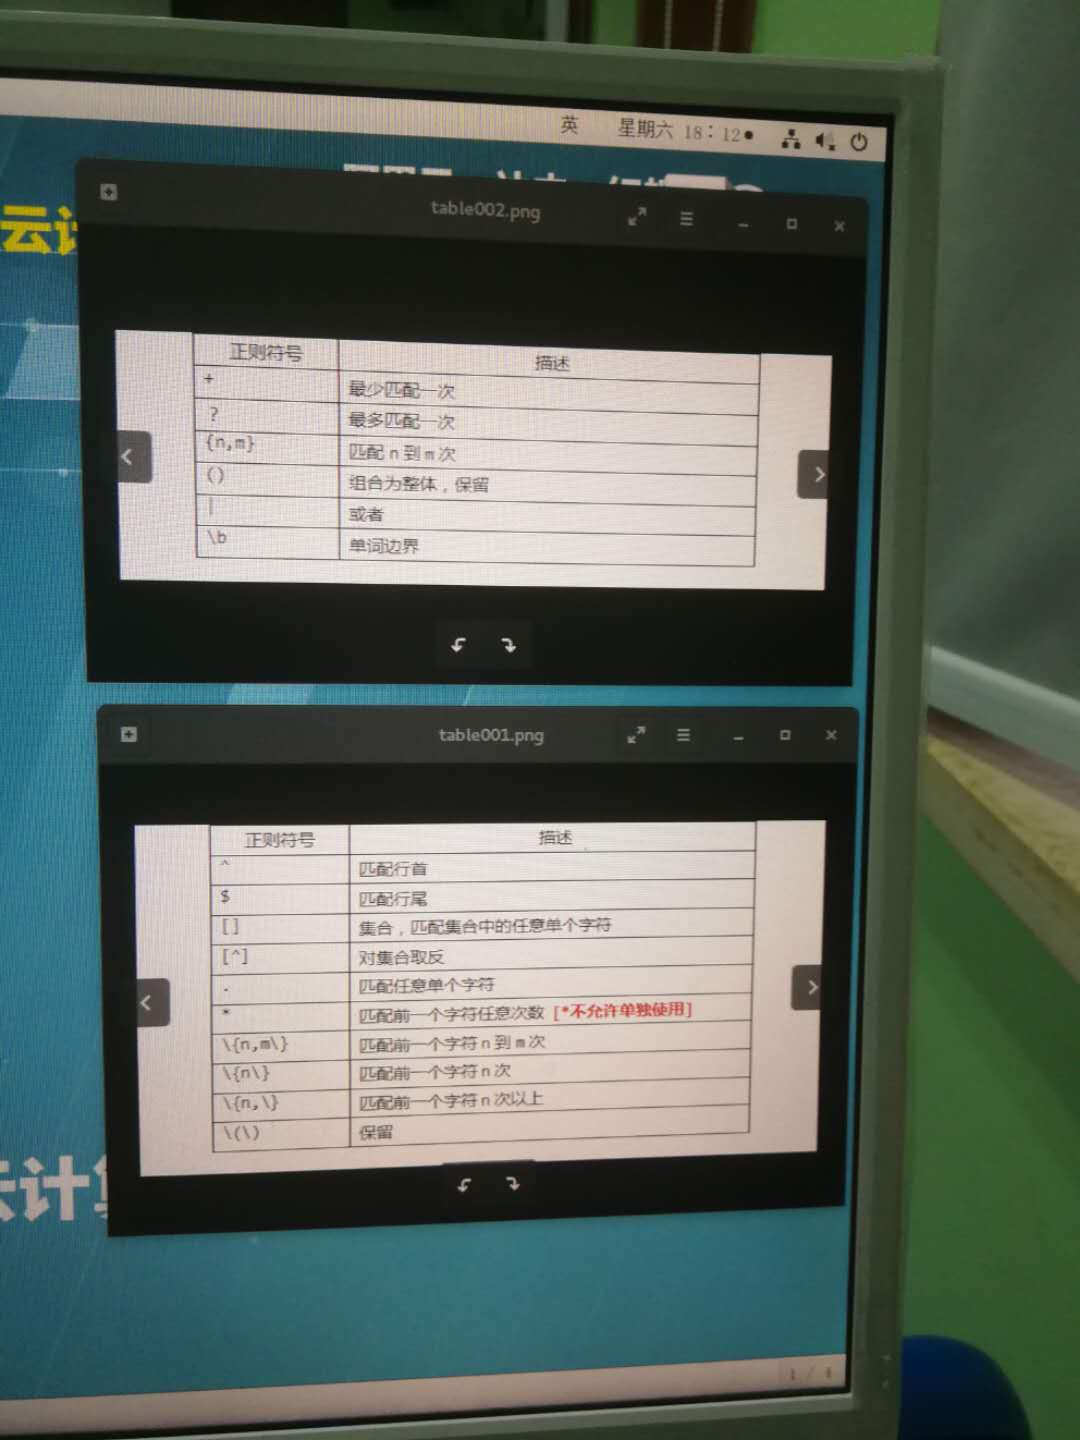 英 星期六 18:12
云计
table002.png
正则符号 描述
+ 最少匹配一次
? 最多匹配一次
{n,m} 匹配 n 到 m 次
() 组合为整体，保留
| 或者
\b 单词边界
table001.png
正则符号 描述
^ 匹配行首
$ 匹配行尾
[] 集合，匹配集合中的任意单个字符
[^] 对集合取反
. 匹配任意单个字符
* 匹配前一个字符任意次数 [*不允许单独使用]
\{n,m\} 匹配前一个字符 n 到 m 次
\{n\} 匹配前一个字符 n 次
\{n,\} 匹配前一个字符 n 次以上
\(\) 保留
云计
1 / 4